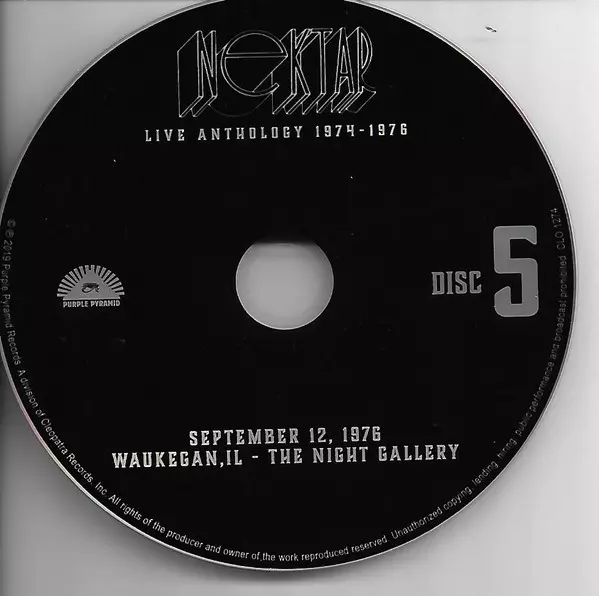 NEKTAR
LIVE ANTHOLOGY 1974-1976
PURPLE PYRAMID
DISC 5
SEPTEMBER 12, 1976
WAUKEGAN,IL - THE NIGHT GALLERY
℗ © 2019 Purple Pyramid Records. A division of Cleopatra Records, Inc. All rights of the producer and owner of,the work reproduced reserved. Unauthorized copying, lending, hiring, public performance and broadcast prohibited. CLO 1274